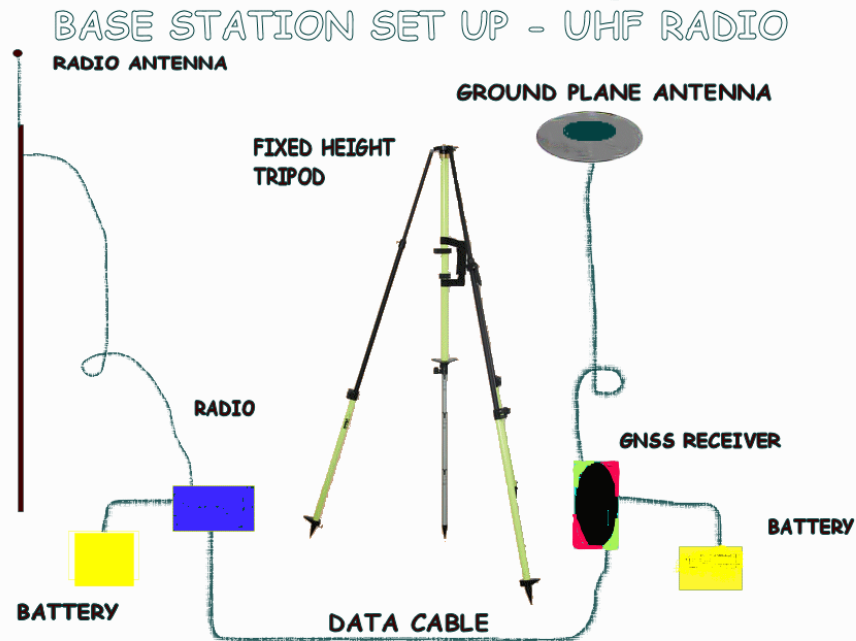 BASE STATION SET UP - UHF RADIO
RADIO ANTENNA
GROUND PLANE ANTENNA
FIXED HEIGHT
TRIPOD
RADIO
GNSS RECEIVER
BATTERY
BATTERY
DATA CABLE